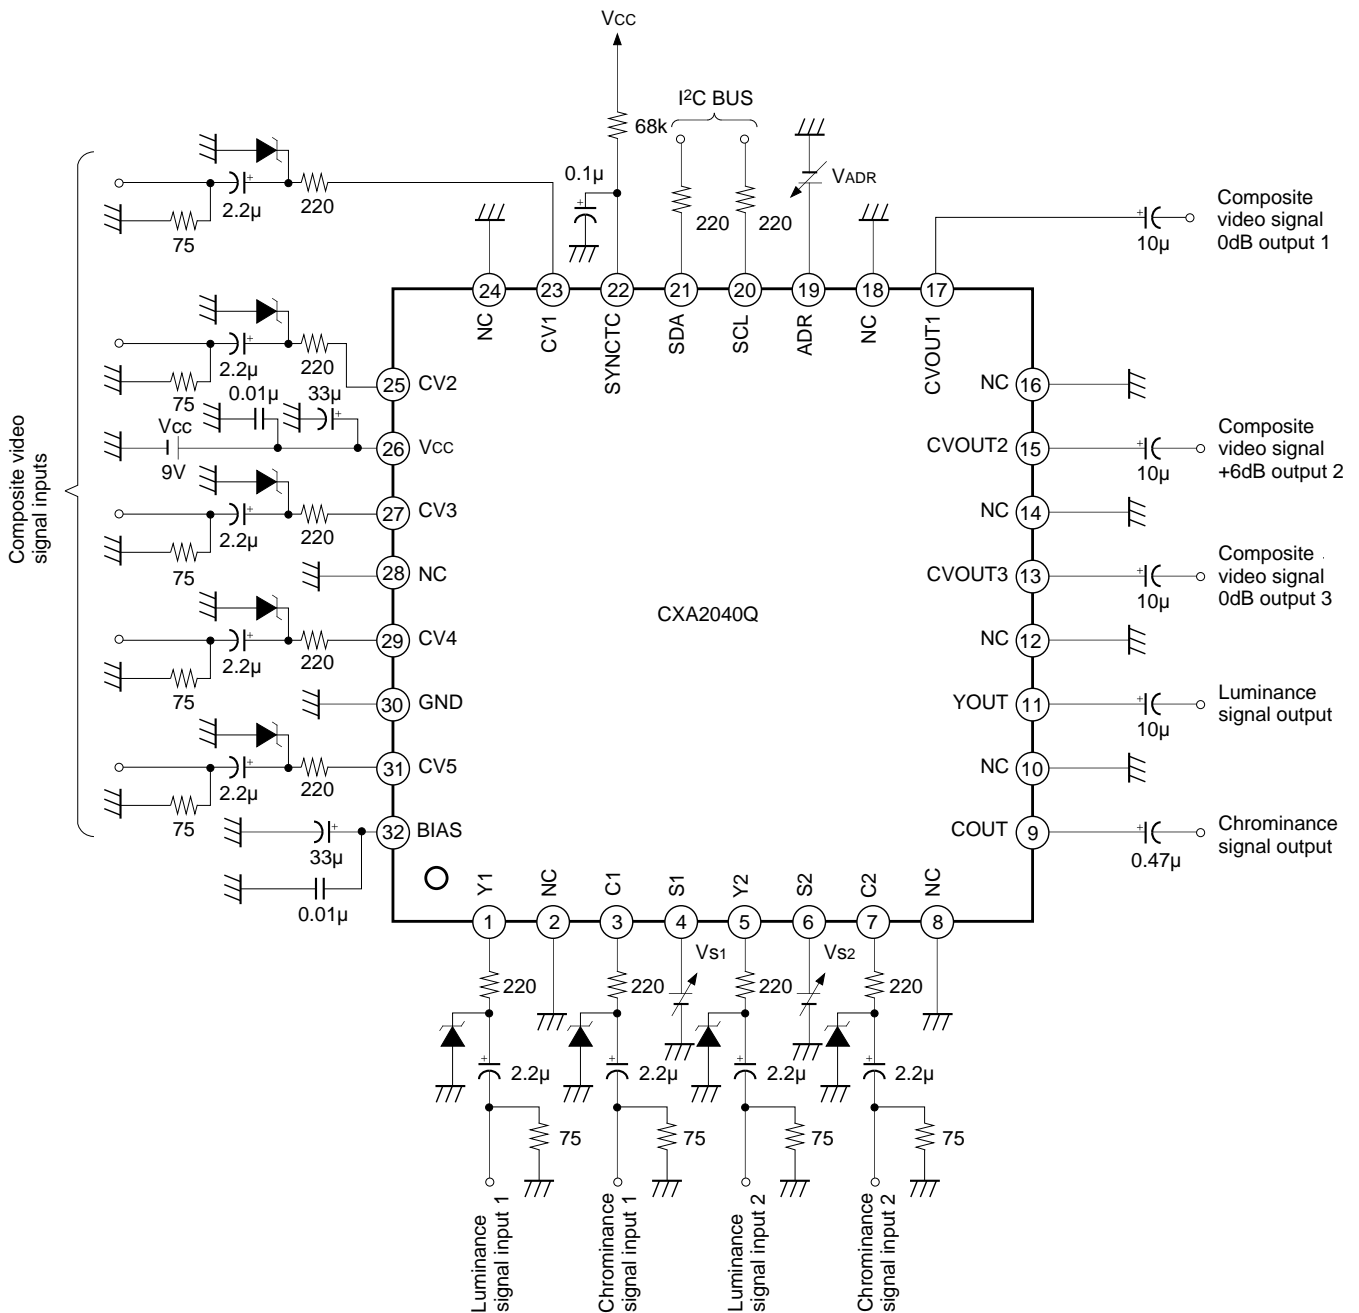 VCC
I²C BUS
68k
0.1µ
VADR
220
220
2.2µ
220
75
Composite
video signal
0dB output 1
10µ
24
23
22
21
20
19
18
17
NC
CV1
SYNCTC
SDA
SCL
ADR
NC
CVOUT1
2.2µ
220
75
25
CV2
NC
16
0.01µ
33µ
Vcc
9V
26
VCC
CVOUT2
15
10µ
Composite
video signal
+6dB output 2
2.2µ
220
75
27
CV3
NC
14
28
NC
CVOUT3
13
10µ
Composite
video signal
0dB output 3
Composite video
signal inputs
CXA2040Q
2.2µ
220
75
29
CV4
NC
12
30
GND
YOUT
11
10µ
Luminance
signal output
2.2µ
220
75
31
CV5
NC
10
33µ
0.01µ
32
BIAS
COUT
9
0.47µ
Chrominance
signal output
Y1
NC
C1
S1
Y2
S2
C2
NC
1
2
3
4
5
6
7
8
VS1
VS2
220
220
220
220
2.2µ
2.2µ
2.2µ
2.2µ
75
75
75
75
Luminance
signal input 1
Chrominance
signal input 1
Luminance
signal input 2
Chrominance
signal input 2